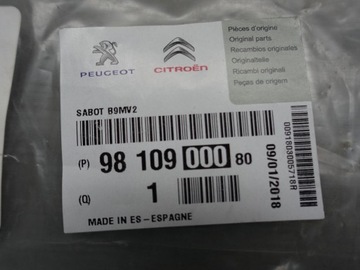 PEUGEOT
CITROËN
Pièces d'origine
Original parts
Recambios originales
Originalteile
Ricambi originali
Peças de origem
SABOT B9MV2
(P) 98 109 000 80
(Q) 1
MADE IN ES-ESPAGNE
09/01/2018
0091803005718R